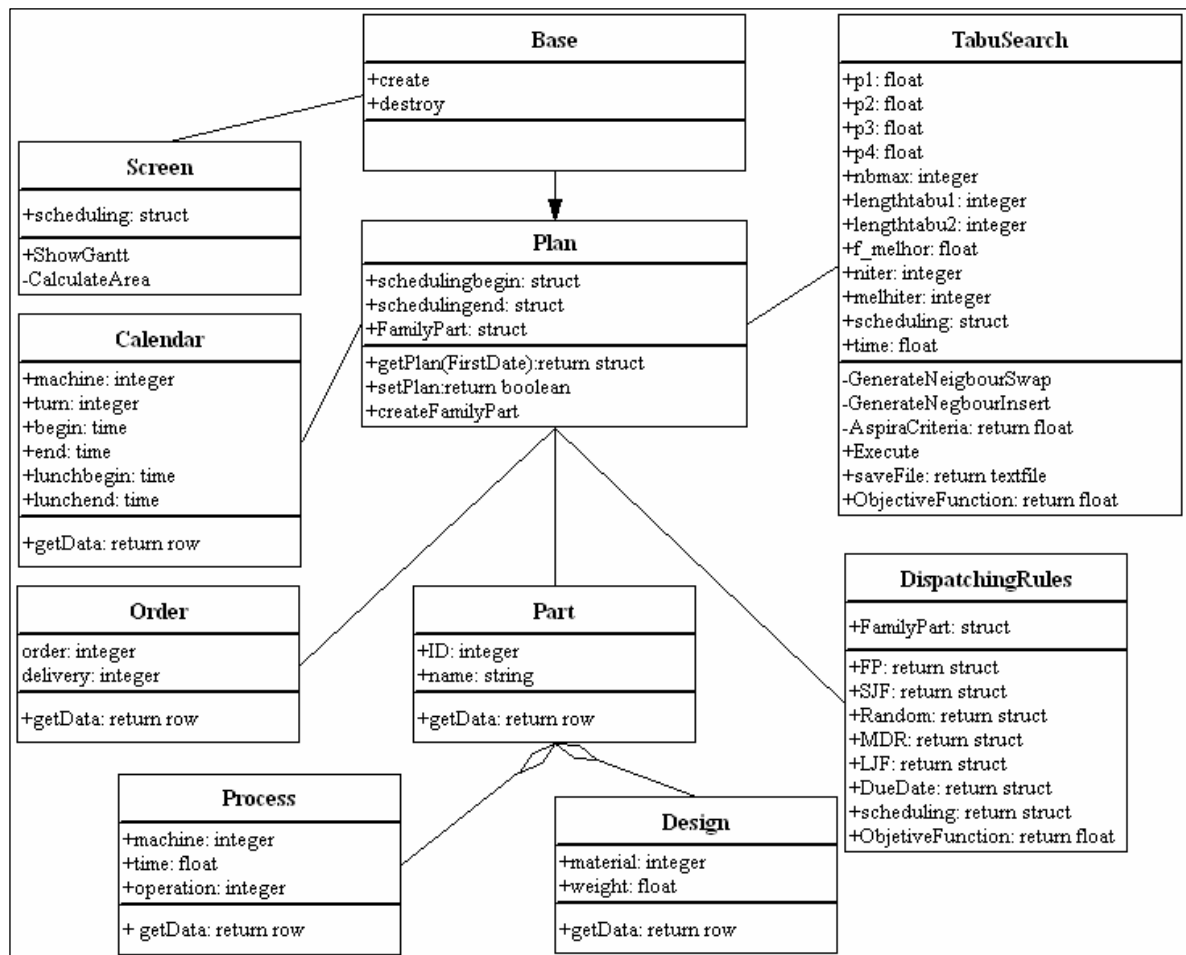 Base
+create
+destroy
TabuSearch
+p1: float
+p2: float
+p3: float
+p4: float
+nbmax: integer
+lengthtabu1: integer
+lengthtabu2: integer
+f_melhor: float
+niter: integer
+melhiter: integer
+scheduling: struct
+time: float
-GenerateNeigbourSwap
-GenerateNegbourInsert
-AspiraCriteria: return float
+Execute
+saveFile: return textfile
+ObjectiveFunction: return float
Screen
+scheduling: struct
+ShowGantt
-CalculateArea
Plan
+schedulingbegin: struct
+schedulingend: struct
+FamilyPart: struct
+getPlan(FirstDate):return struct
+setPlan:return boolean
+createFamilyPart
Calendar
+machine: integer
+turn: integer
+begin: time
+end: time
+lunchbegin: time
+lunchend: time
+getData: return row
Order
order: integer
delivery: integer
+getData: return row
Part
+ID: integer
+name: string
+getData: return row
DispatchingRules
+FamilyPart: struct
+FP: return struct
+SJF: return struct
+Random: return struct
+MDR: return struct
+LJF: return struct
+DueDate: return struct
+scheduling: return struct
+ObjetiveFunction: return float
Process
+machine: integer
+time: float
+operation: integer
+ getData: return row
Design
+material: integer
+weight: float
+getData: return row